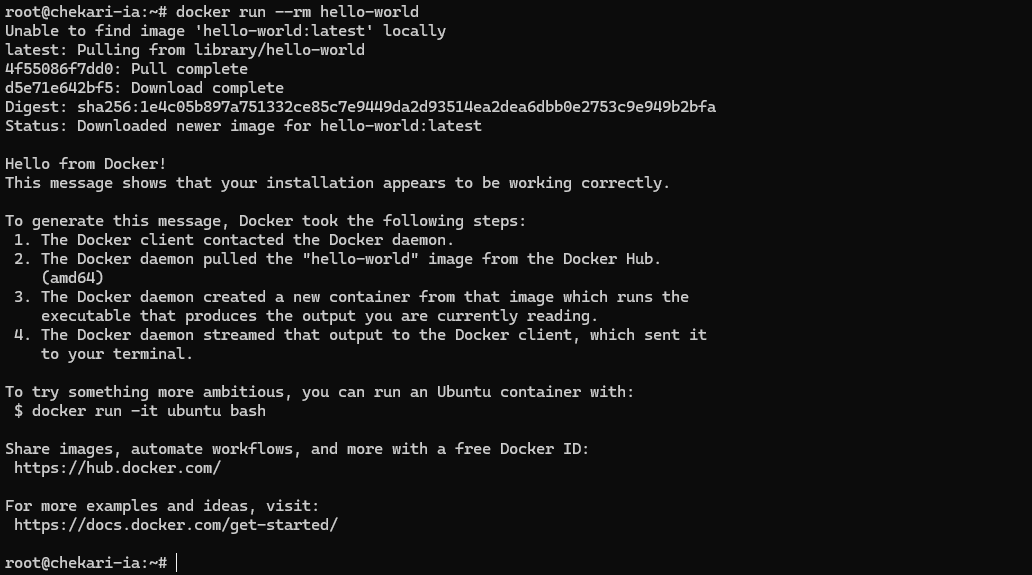 root@chekari-ia:~# docker run --rm hello-world
Unable to find image 'hello-world:latest' locally
latest: Pulling from library/hello-world
4f55086f7dd0: Pull complete
d5e71e642bf5: Download complete
Digest: sha256:1e4c05b897a751332ce85c7e9449da2d93514ea2dea6dbb0e2753c9e949b2bfa
Status: Downloaded newer image for hello-world:latest

Hello from Docker!
This message shows that your installation appears to be working correctly.

To generate this message, Docker took the following steps:
 1. The Docker client contacted the Docker daemon.
 2. The Docker daemon pulled the "hello-world" image from the Docker Hub.
    (amd64)
 3. The Docker daemon created a new container from that image which runs the
    executable that produces the output you are currently reading.
 4. The Docker daemon streamed that output to the Docker client, which sent it
    to your terminal.

To try something more ambitious, you can run an Ubuntu container with:
 $ docker run -it ubuntu bash

Share images, automate workflows, and more with a free Docker ID:
 https://hub.docker.com/

For more examples and ideas, visit:
 https://docs.docker.com/get-started/

root@chekari-ia:~#